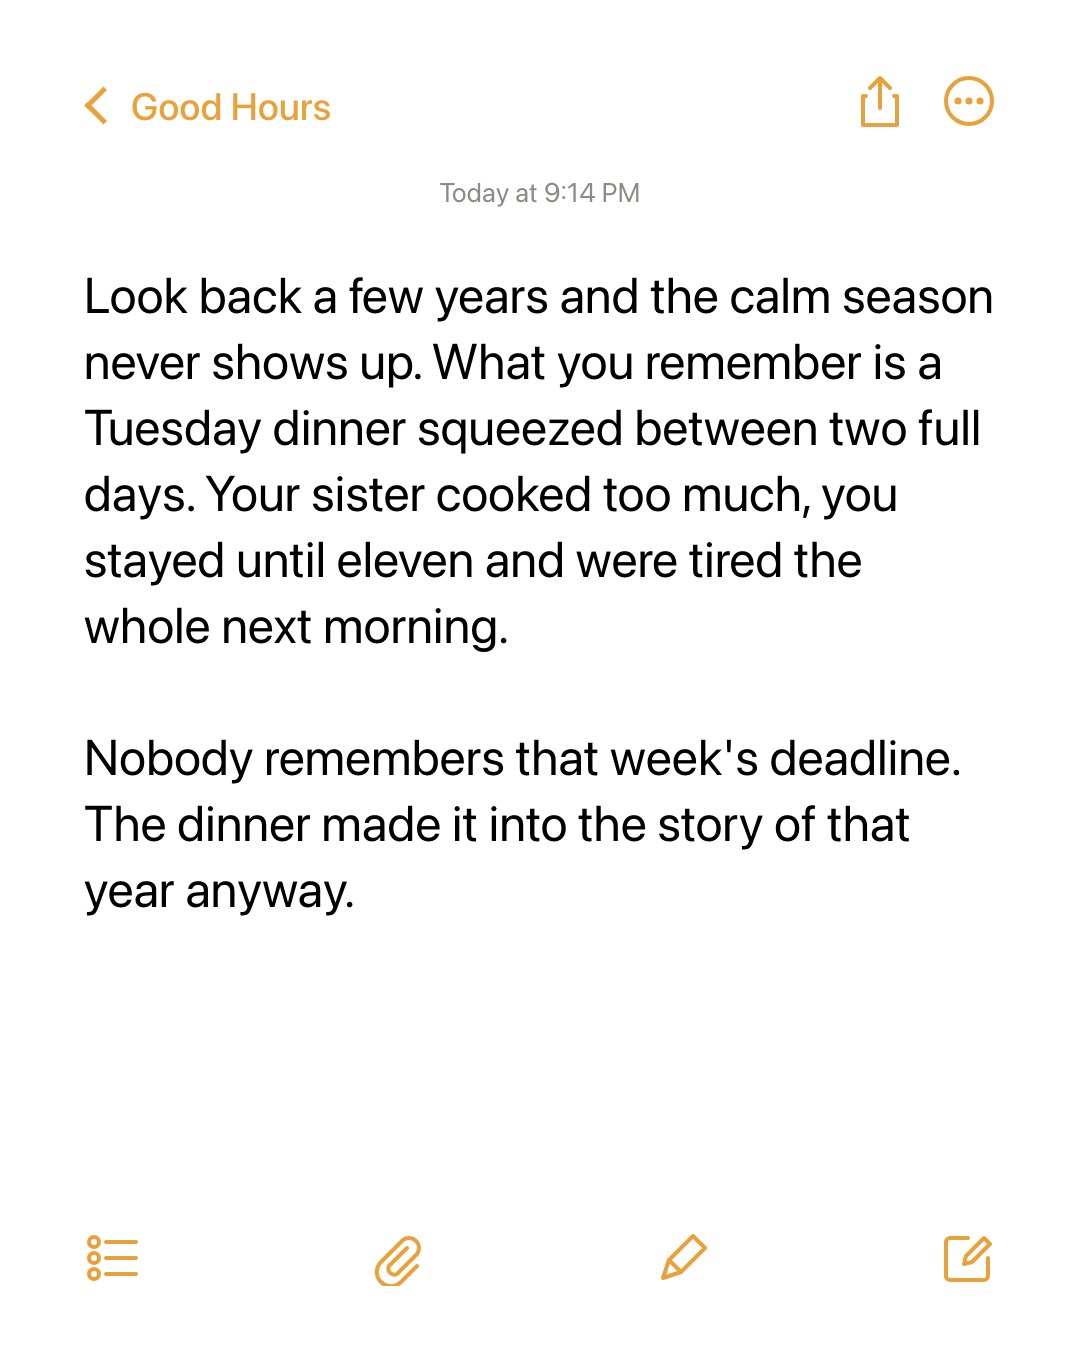 Good Hours
Today at 9:14 PM
Look back a few years and the calm season
never shows up. What you remember is a
Tuesday dinner squeezed between two full
days. Your sister cooked too much, you
stayed until eleven and were tired the
whole next morning.
Nobody remembers that week's deadline.
The dinner made it into the story of that
year anyway.